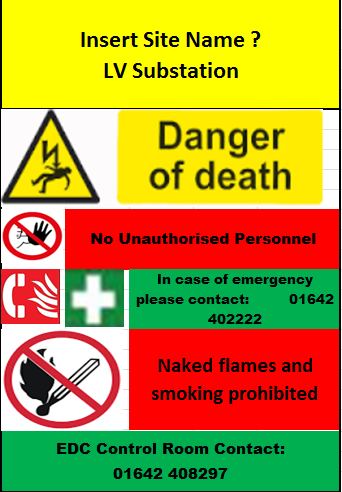 Insert Site Name ?
LV Substation
Danger
of death
No Unauthorised Personnel
In case of emergency
please contact: 01642
402222
Naked flames and
smoking prohibited
EDC Control Room Contact:
01642 408297